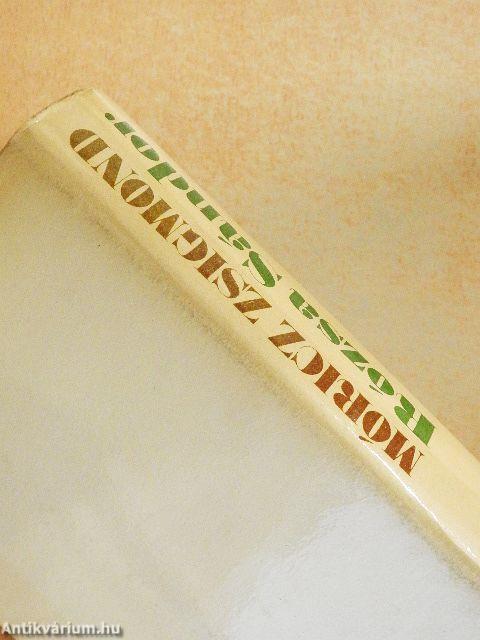 MÓRICZ ZSIGMOND
Rózsa Sándor
Antikvárium.hu